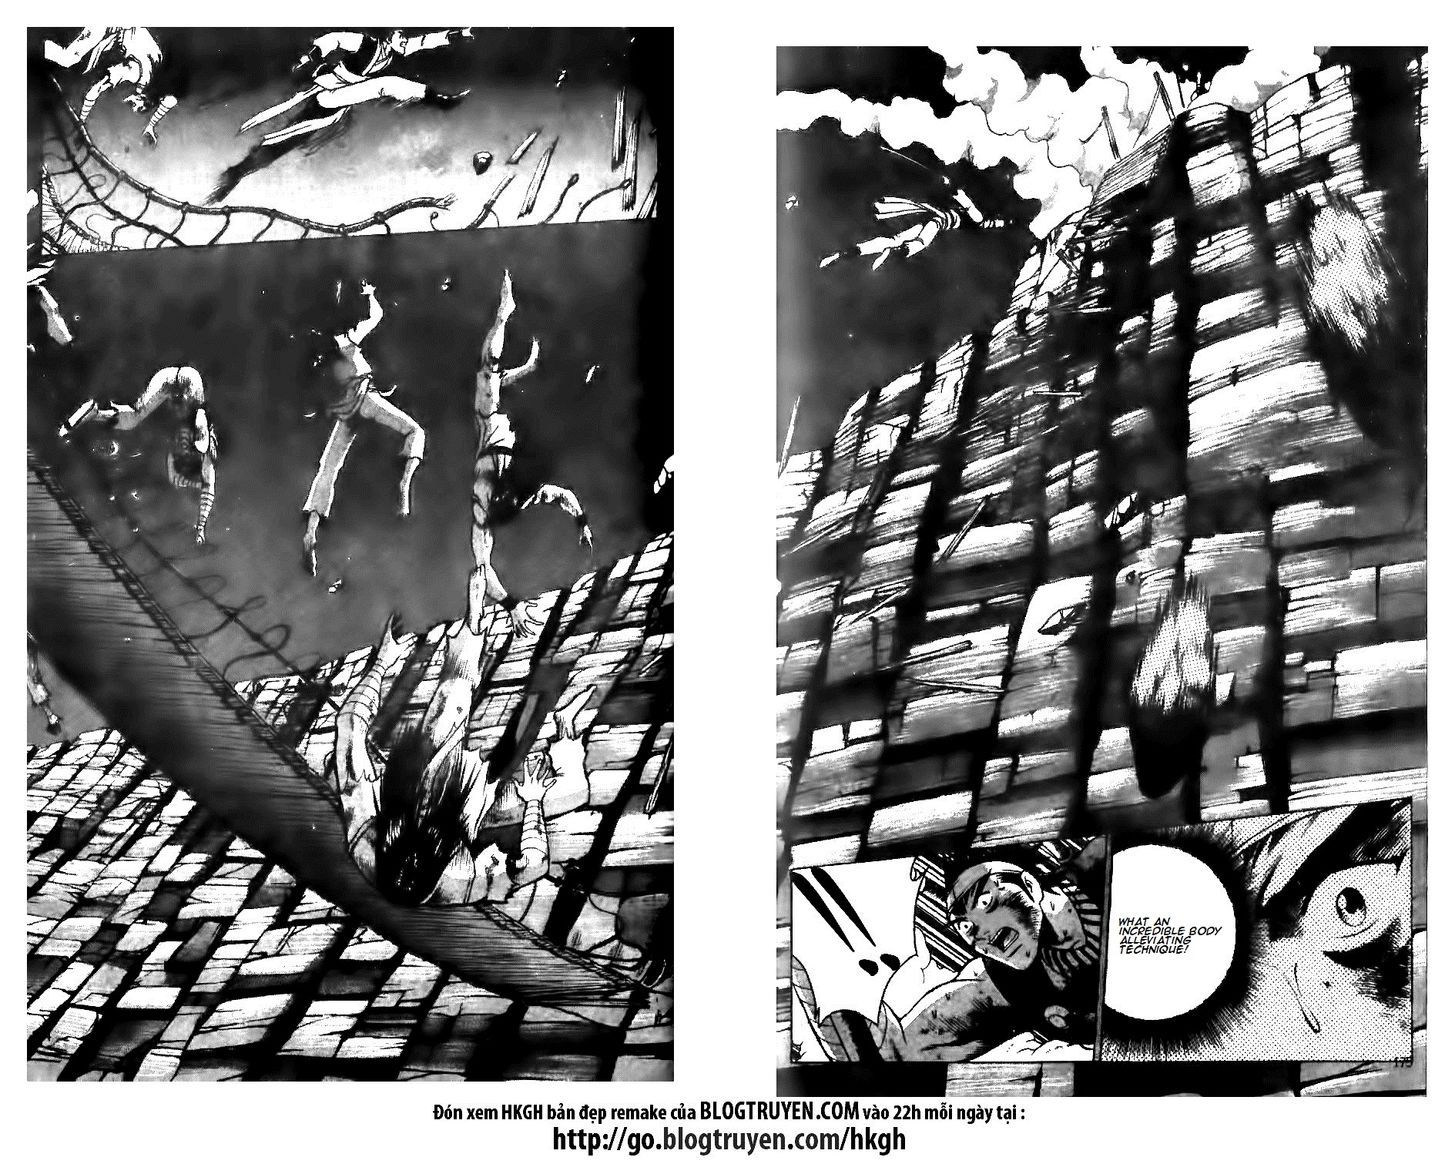 !!
WHAT AN
INCREDIBLE BODY
ALLEVIATING
TECHNIQUE!
173
Đón xem HKGH bản đẹp remake của BLOGTRUYEN.COM vào 22h mỗi ngày tại :
http://go.blogtruyen.com/hkgh